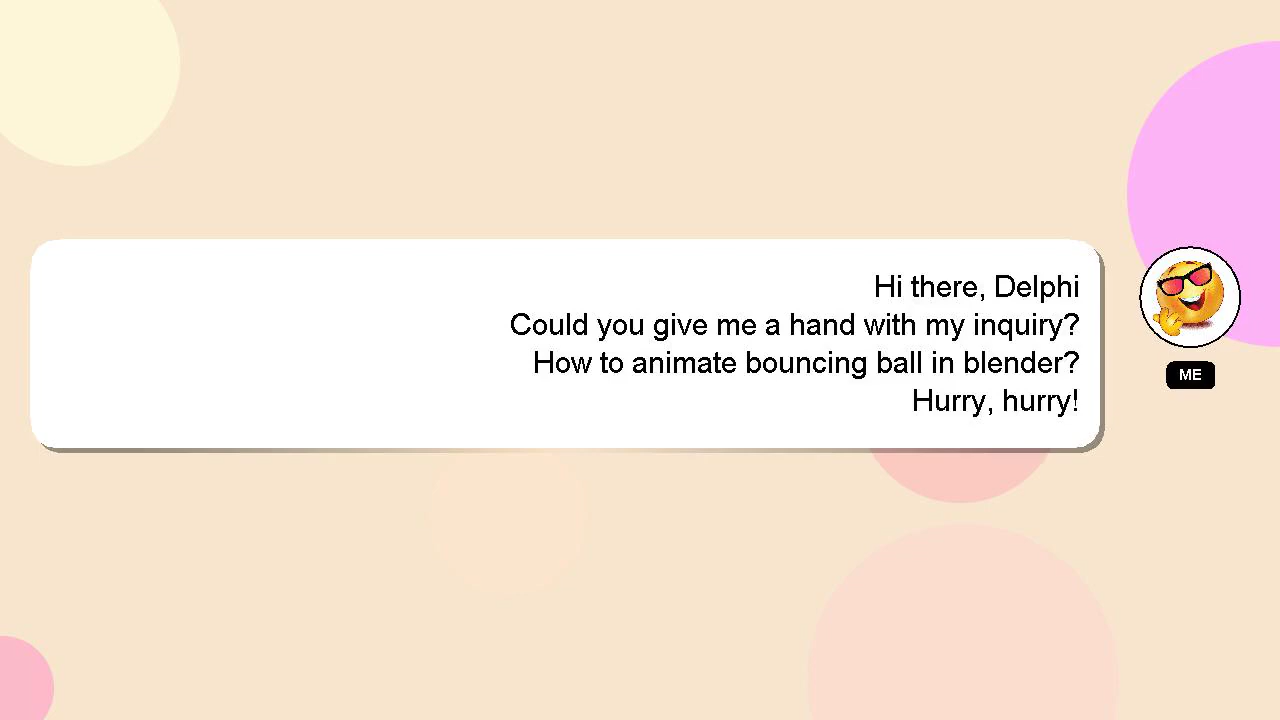 Hi there, Delphi
Could you give me a hand with my inquiry?
How to animate bouncing ball in blender?
Hurry, hurry!
ME